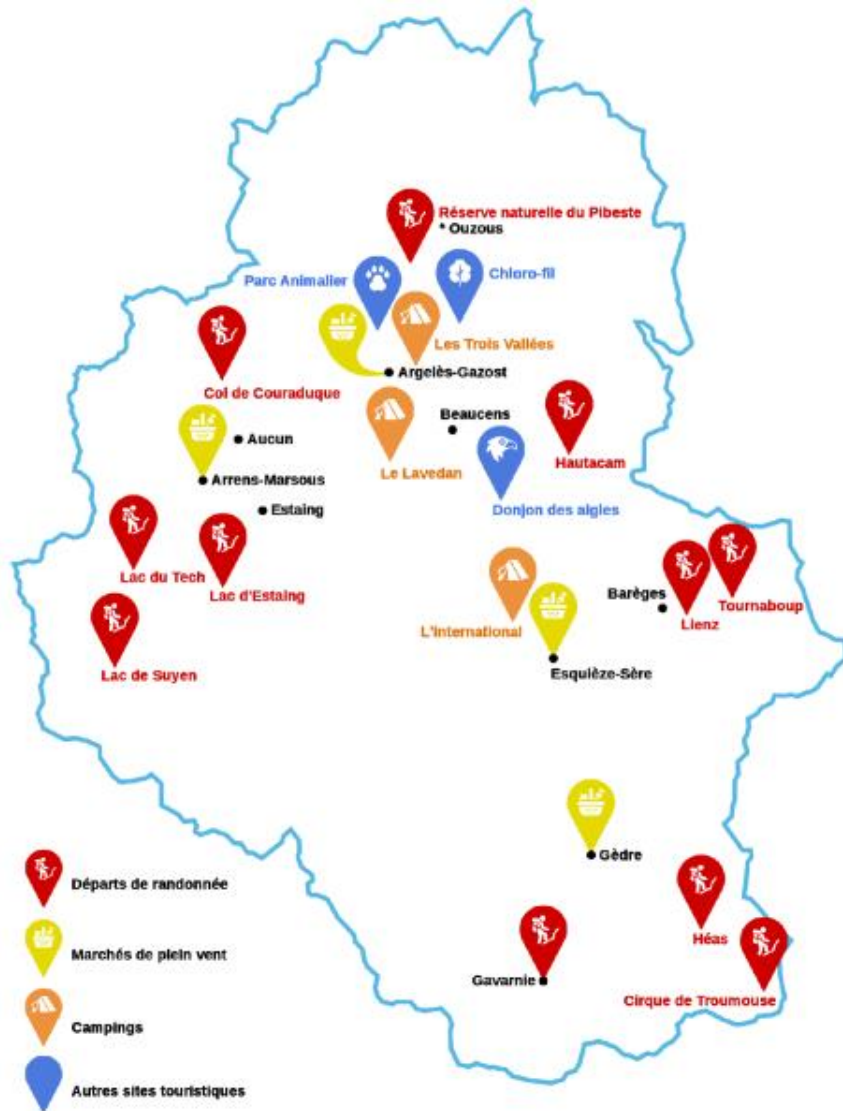 Réserve naturelle du Pibeste
* Ouzous
Parc Animalier
Chloro-fil
Les Trois Vallées
Argelès-Gazost
Col de Couraduque
Beaucens
Aucun
Le Lavedan
Hautacam
Arrens-Marsous
Estaing
Donjon des aigles
Lac du Tech
Lac d'Estaing
Barèges
Tournaboup
Lienz
L'International
Lac de Suyen
Esquièze-Sère
Gèdre
Départs de randonnée
Héas
Marchés de plein vent
Gavarnie
Cirque de Troumouse
Campings
Autres sites touristiques